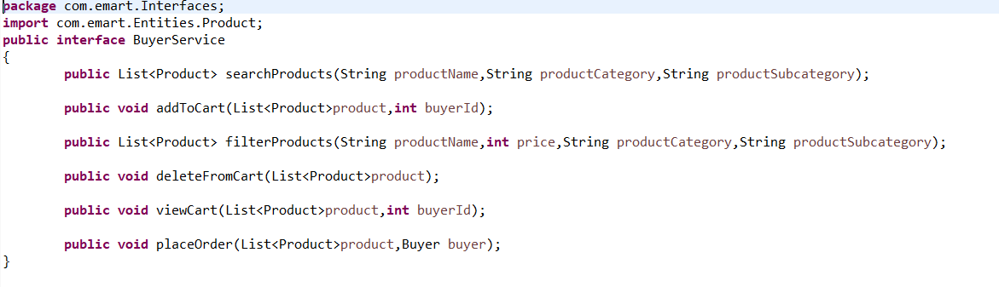 package com.emart.Interfaces;
import com.emart.Entities.Product;
public interface BuyerService
{
public List<Product> searchProducts(String productName,String productCategory,String productSubcategory);
public void addToCart(List<Product>product,int buyerId);
public List<Product> filterProducts(String productName,int price,String productCategory,String productSubcategory);
public void deleteFromCart(List<Product>product);
public void viewCart(List<Product>product,int buyerId);
public void placeOrder(List<Product>product,Buyer buyer);
}